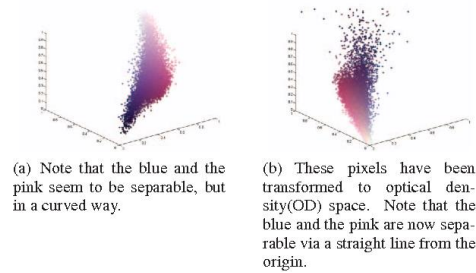 (a) Note that the blue and the
pink seem to be separable, but
in a curved way.
(b) These pixels have been
transformed to optical den-
sity(OD) space. Note that the
blue and the pink are now sepa-
rable via a straight line from the
origin.